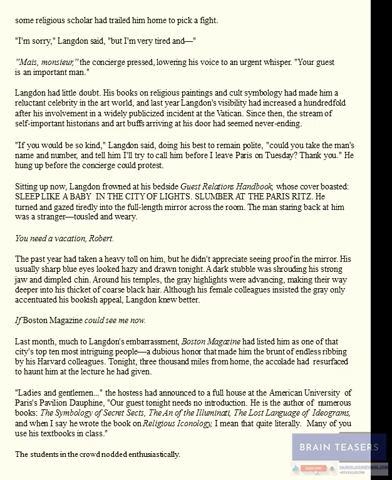 some religious scholar had trailed him home to pick a fight.
"I'm sorry," Langdon said, "but I'm very tired and—"
"Mais, monsieur," the concierge pressed, lowering his voice to an urgent whisper. "Your guest
is an important man."
Langdon had little doubt. His books on religious paintings and cult symbology had made him a
reluctant celebrity in the art world, and last year Langdon's visibility had increased a hundredfold
after his involvement in a widely publicized incident at the Vatican. Since then, the stream of
self-important historians and art buffs arriving at his door had seemed never-ending.
"If you would be so kind," Langdon said, doing his best to remain polite, "could you take the man's
name and number, and tell him I'll try to call him before I leave Paris on Tuesday? Thank you." He
hung up before the concierge could protest.
Sitting up now, Langdon frowned at his bedside Guest Relations Handbook, whose cover boasted:
SLEEP LIKE A BABY IN THE CITY OF LIGHTS. SLUMBER AT THE PARIS RITZ. He
turned and gazed tiredly into the full-length mirror across the room. The man staring back at him
was a stranger—tousled and weary.
You need a vacation, Robert.
The past year had taken a heavy toll on him, but he didn't appreciate seeing proof in the mirror. His
usually sharp blue eyes looked hazy and drawn tonight. A dark stubble was shrouding his strong
jaw and dimpled chin. Around his temples, the gray highlights were advancing, making their way
deeper into his thicket of coarse black hair. Although his female colleagues insisted the gray only
accentuated his bookish appeal, Langdon knew better.
If Boston Magazine could see me now.
Last month, much to Langdon's embarrassment, Boston Magazine had listed him as one of that
city's top ten most intriguing people—a dubious honor that made him the brunt of endless ribbing
by his Harvard colleagues. Tonight, three thousand miles from home, the accolade had resurfaced
to haunt him at the lecture he had given.
"Ladies and gentlemen..." the hostess had announced to a full house at the American University of
Paris's Pavilion Dauphine, "Our guest tonight needs no introduction. He is the author of numerous
books: The Symbology of Secret Sects, The An of the Illuminati, The Lost Language of Ideograms,
and when I say he wrote the book on Religious Iconology, I mean that quite literally. Many of you
use his textbooks in class."
The students in the crowd nodded enthusiastically.
BRAIN TEASERS